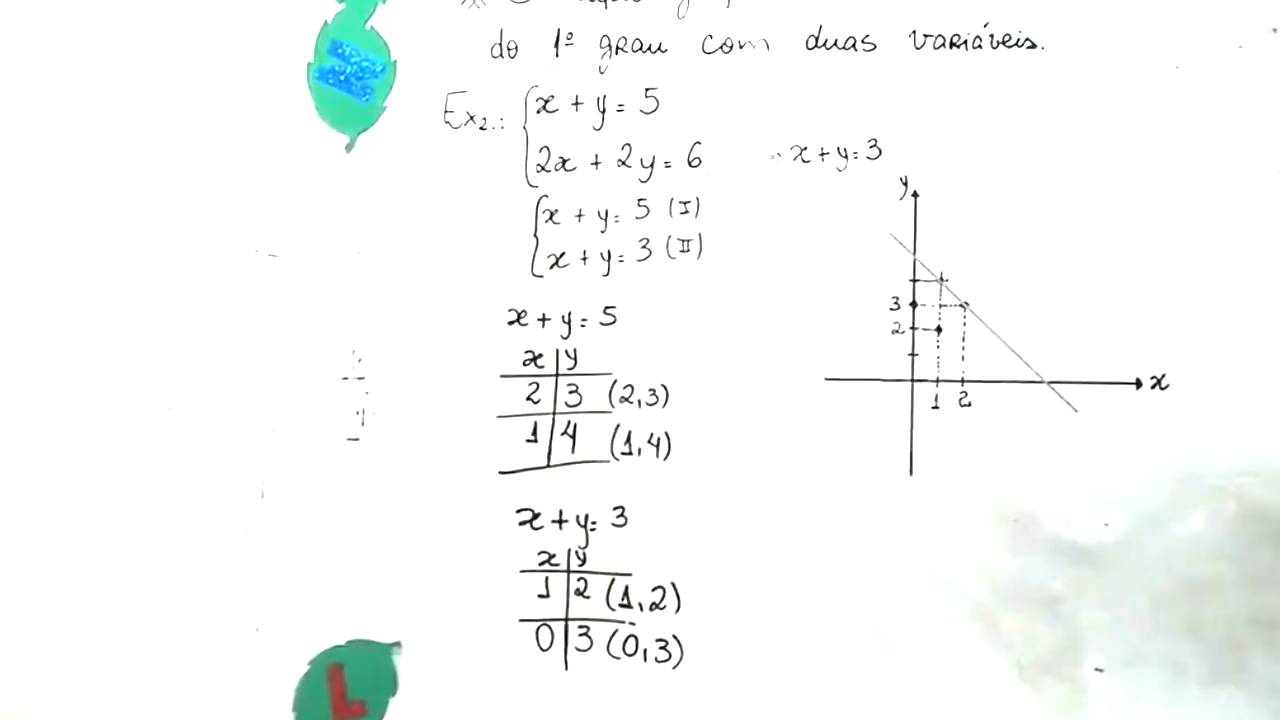 do 1º grau com duas variáveis.
Ex2.: x + y = 5
2x + 2y = 6
x + y = 3
x + y = 5 (I)
x + y = 3 (II)
x + y = 5
x y
2 3 (2,3)
1 4 (1,4)
x + y = 3
x y
1 2 (1,2)
0 3 (0,3)
y
3
2
1 2
x
L